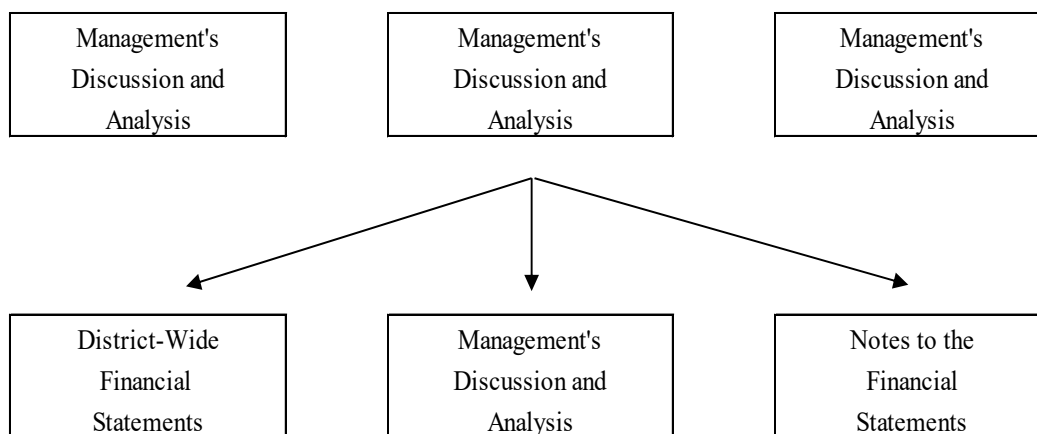 Management's
Discussion and
Analysis
Management's
Discussion and
Analysis
Management's
Discussion and
Analysis
District-Wide
Financial
Statements
Management's
Discussion and
Analysis
Notes to the
Financial
Statements